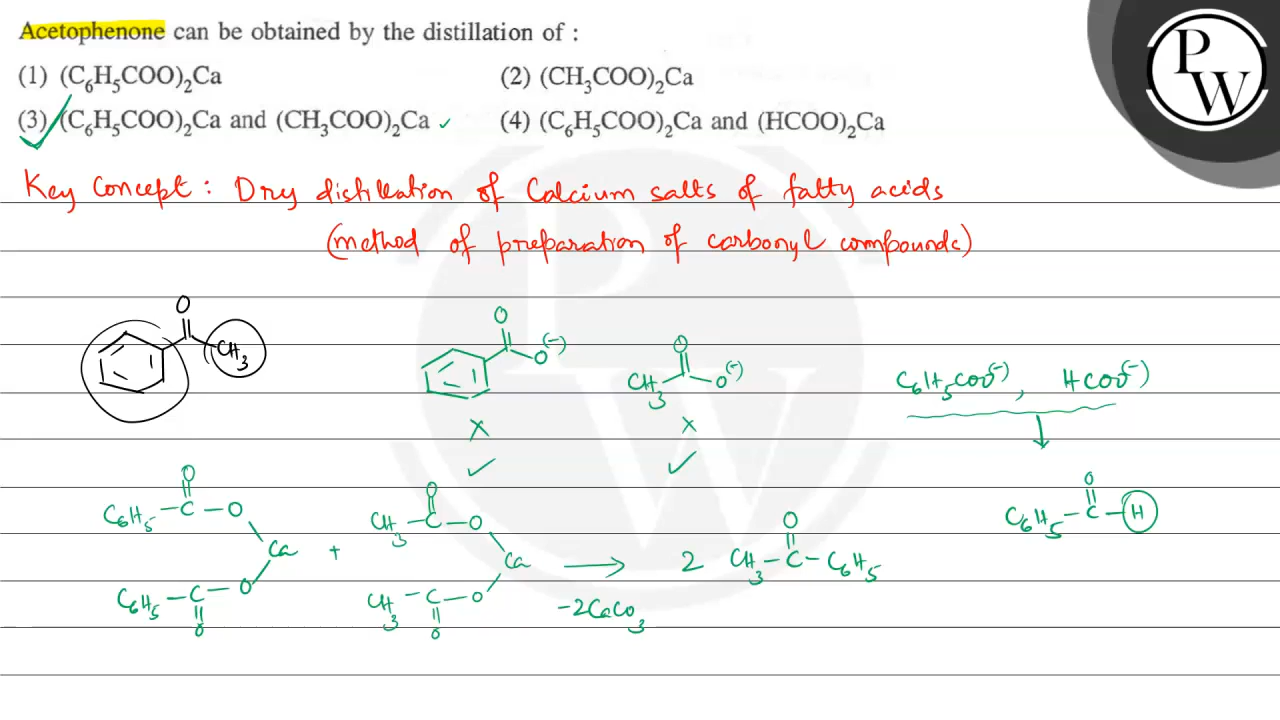 Acetophenone can be obtained by the distillation of :
(1) (C₆H₅COO)₂Ca (2) (CH₃COO)₂Ca
(3) (C₆H₅COO)₂Ca and (CH₃COO)₂Ca (4) (C₆H₅COO)₂Ca and (HCOO)₂Ca
P
W
Key Concept : Dry distillation of Calcium salts of fatty acids
(method of preparation of carbonyl compounds)
O
CH₃
O
O(-)
O
CH₃ O(-)
C₆H₅COO(-), HCOO(-)
x x
O
C₆H₅-C-O
Ca
C₆H₅-C-O
O
+
O
CH₃-C-O
Ca
CH₃-C-O
O
-2CaCO₃
O
2 CH₃-C-C₆H₅
O
C₆H₅-C-H